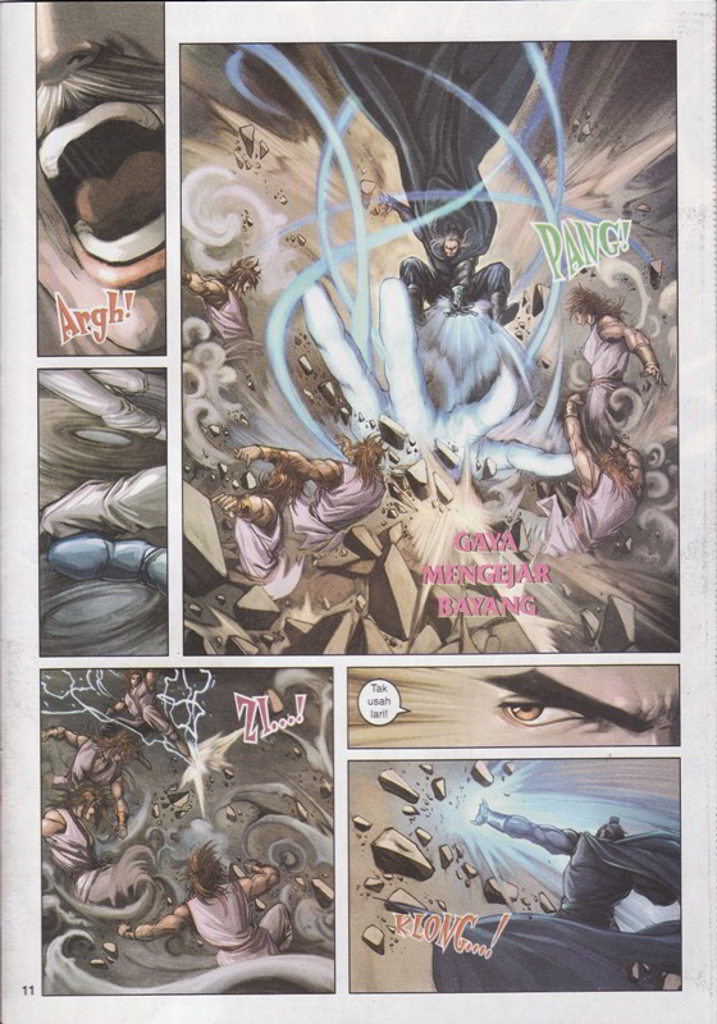 Argh!
PANG!
GAYA
MENGEJAR
BAYANG
ZI....!
Tak
usah
lari!
KLONG....!
11